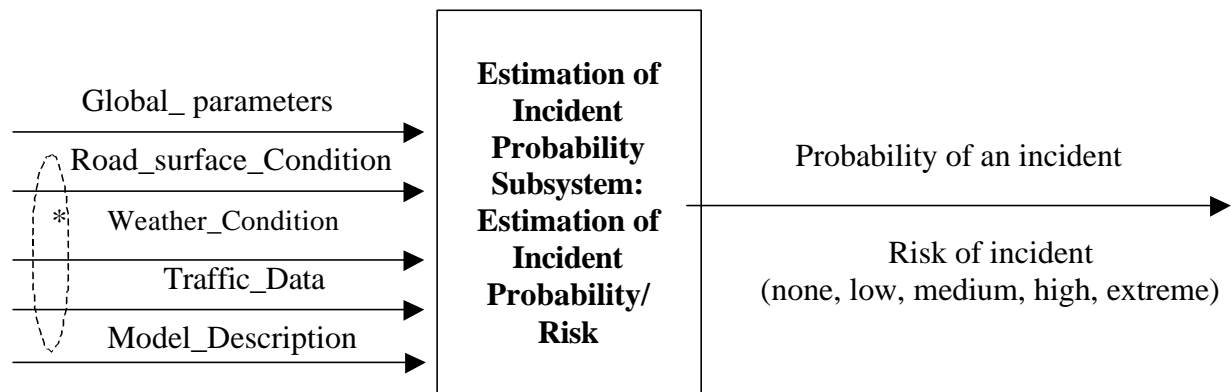 Global_ parameters
Road_surface_Condition
* Weather_Condition
Traffic_Data
Model_Description
Estimation of
Incident
Probability
Subsystem:
Estimation of
Incident
Probability/
Risk
Probability of an incident
Risk of incident
(none, low, medium, high, extreme)